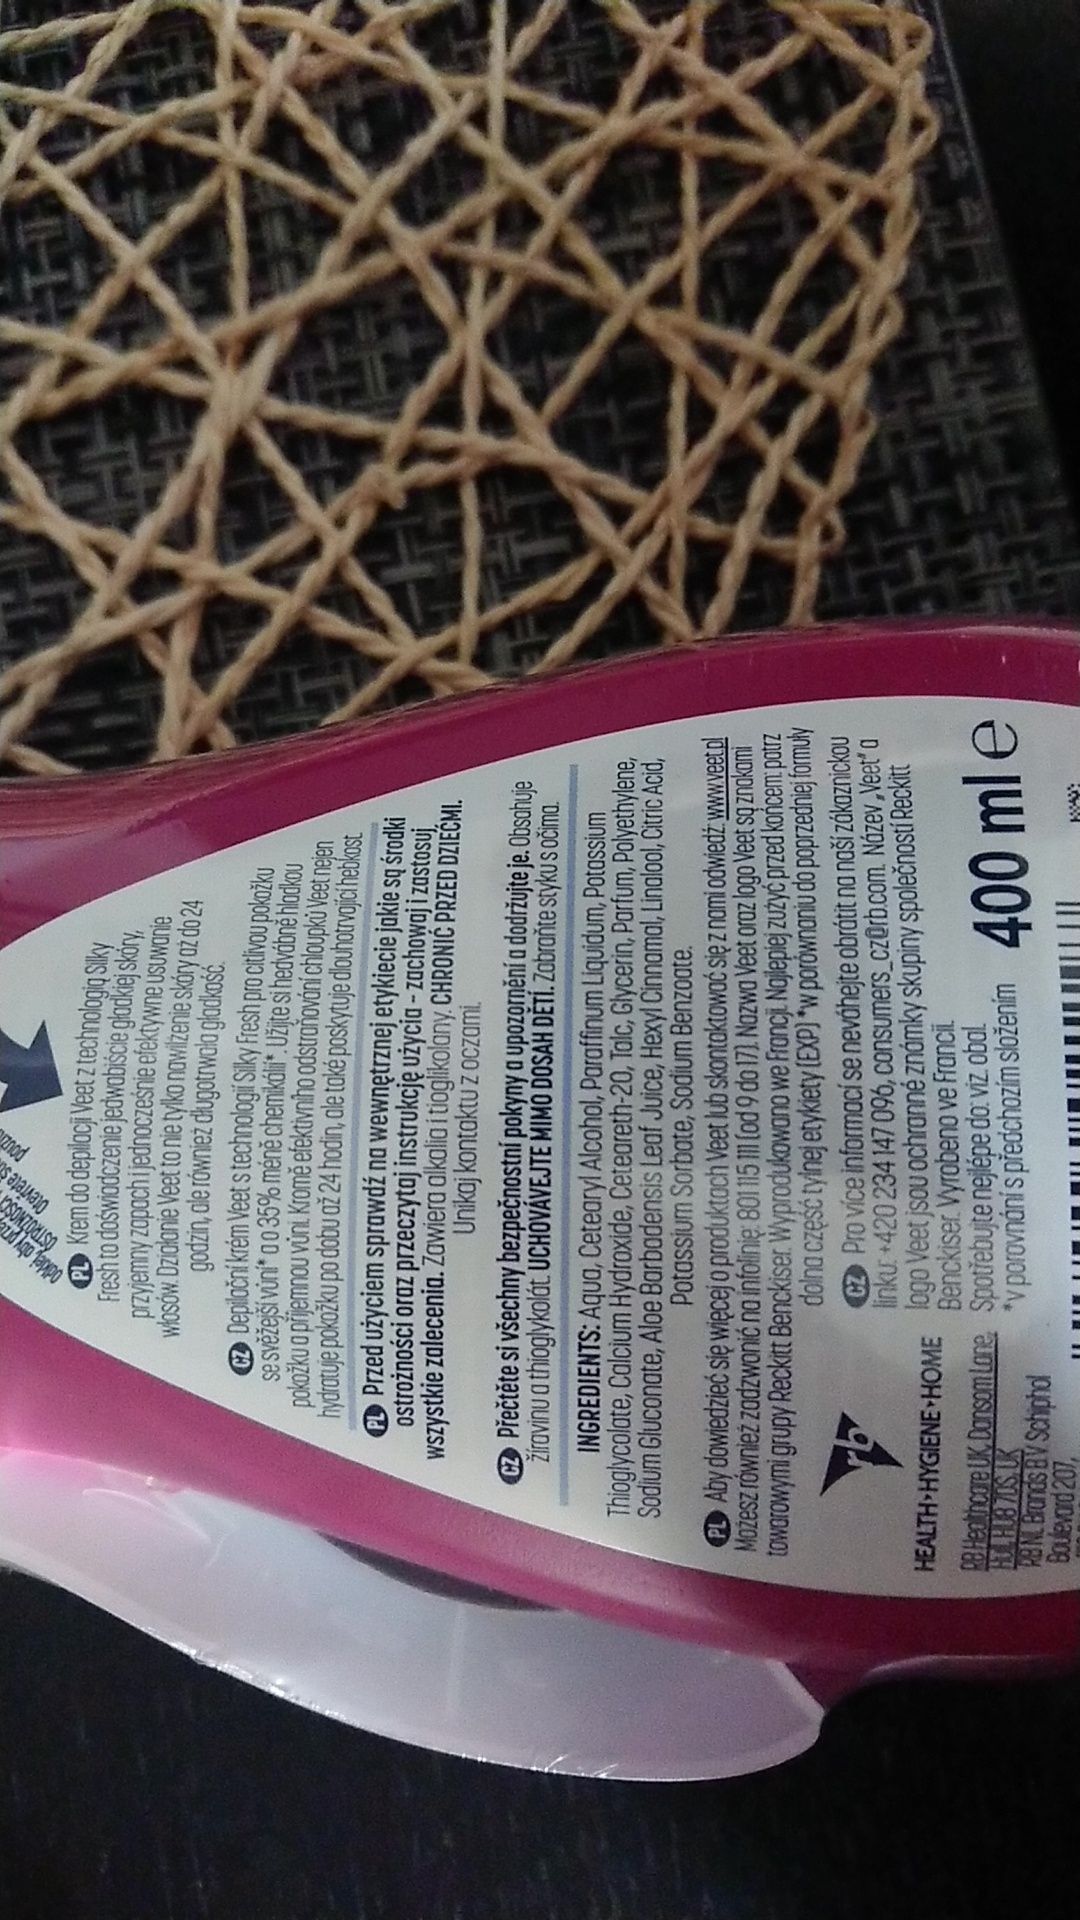 Krem do depilacji Veet z technologią Silky
Fresh to doświadczenie jedwabiście gładkiej skóry,
przyjemny zapach i jednocześnie efektywne usuwanie
włosów. Działanie Veet to nie tylko nawilżenie skóry aż do 24
godzin, ale również długotrwała gładkość.
CZ Depilační krém Veet s technologií Silky Fresh pro citlivou pokožku
se svěžejší vůní* a o 35% méně chemikálií*. Užijte si hedvábně hladkou
pokožku a příjemnou vůni. Kromě efektivního odstraňování chloupků Veet nejen
hydratuje pokožku po dobu až 24 hodin, ale také poskytuje dlouhotrvající hebkost.
PL Przed użyciem sprawdź na wewnętrznej etykiecie jakie są środki
ostrożności oraz przeczytaj instrukcję użycia - zachowaj i zastosuj
wszystkie zalecenia. Zawiera alkalia i tioglikolany. CHRONIĆ PRZED DZIEĆMI.
Unikaj kontaktu z oczami.
CZ Přečtěte si všechny bezpečnostní pokyny a upozornění a dodržujte je. Obsahuje
žíravinu a thioglykolát. UCHOVÁVEJTE MIMO DOSAH DĚTÍ. Zabraňte styku s očima.
INGREDIENTS: Aqua, Cetearyl Alcohol, Paraffinum Liquidum, Potassium
Thioglycolate, Calcium Hydroxide, Ceteareth-20, Talc, Glycerin, Parfum, Polyethylene,
Sodium Gluconate, Aloe Barbadensis Leaf Juice, Hexyl Cinnamal, Linalool, Citric Acid,
Potassium Sorbate, Sodium Benzoate.
PL Aby dowiedzieć się więcej o produktach Veet lub skontaktować się z nami odwiedź: www.veet.pl
Możesz również zadzwonić na infolinię: 801 115 111 (od 9 do 17). Nazwa Veet oraz logo Veet są znakami
towarowymi grupy Reckitt Benckiser. Wyprodukowano we Francji. Najlepiej zużyć przed końcem: patrz
dolna część tylnej etykiety (EXP) *w porównaniu do poprzedniej formuły
CZ Pro více informací se neváhejte obrátit na naší zákaznickou
linku: +420 234 147 096, consumers_cz@rb.com. Název „Veet" a
logo Veet jsou ochranné známky skupiny společností Reckitt
Benckiser. Vyrobeno ve Francii.
Spotřebujte nejlépe do: viz. obal.
*v porovnání s předchozím složením
400 ml e
rb
HEALTH•HYGIENE•HOME
RB Healthcare UK, Dansom Lane,
Hull HU8 7DS, UK
RB NL Brands B.V. Schiphol
Boulevard 207,